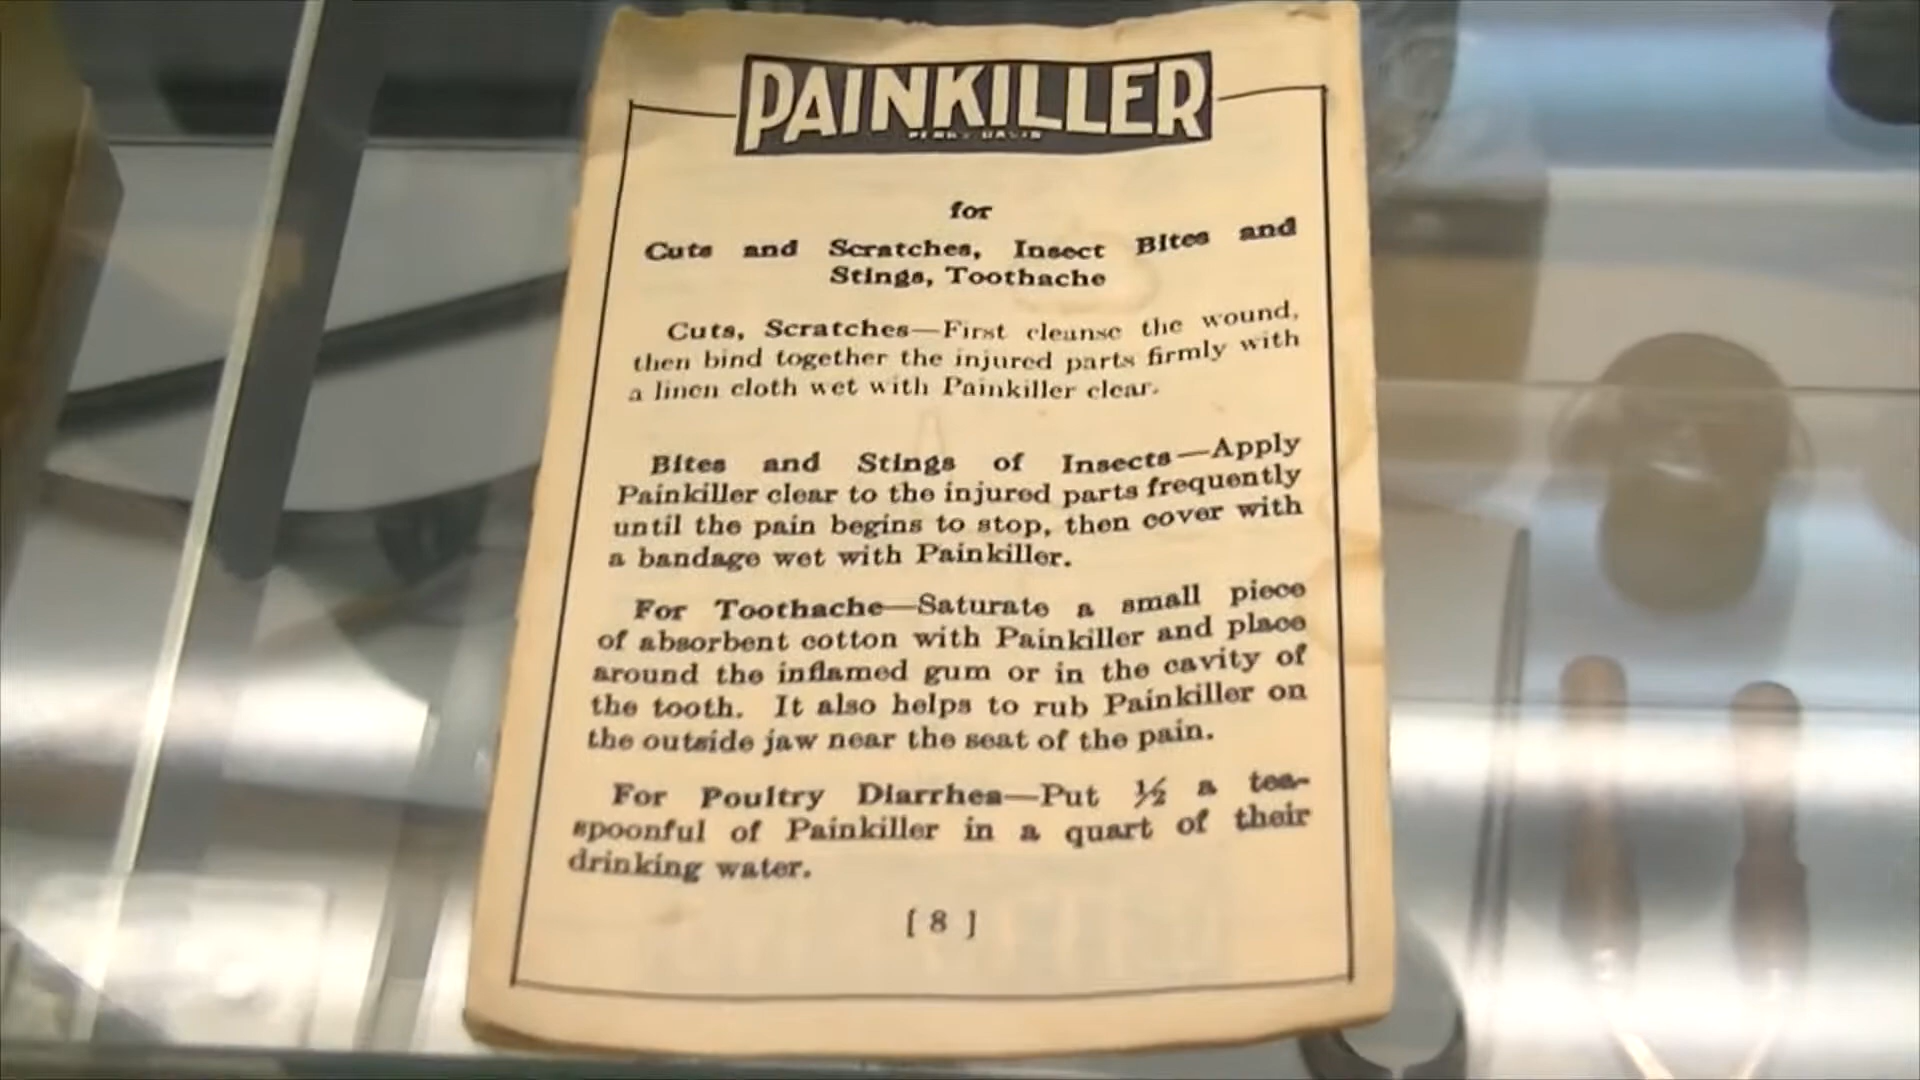 PAINKILLER
PERRY DAVIS
for
Cuts and Scratches, Insect Bites and
Stings, Toothache
Cuts, Scratches—First cleanse the wound,
then bind together the injured parts firmly with
a linen cloth wet with Painkiller clear.
Bites and Stings of Insects—Apply
Painkiller clear to the injured parts frequently
until the pain begins to stop, then cover with
a bandage wet with Painkiller.
For Toothache—Saturate a small piece
of absorbent cotton with Painkiller and place
around the inflamed gum or in the cavity of
the tooth. It also helps to rub Painkiller on
the outside jaw near the seat of the pain.
For Poultry Diarrhea—Put ½ a tea-
spoonful of Painkiller in a quart of their
drinking water.
[ 8 ]